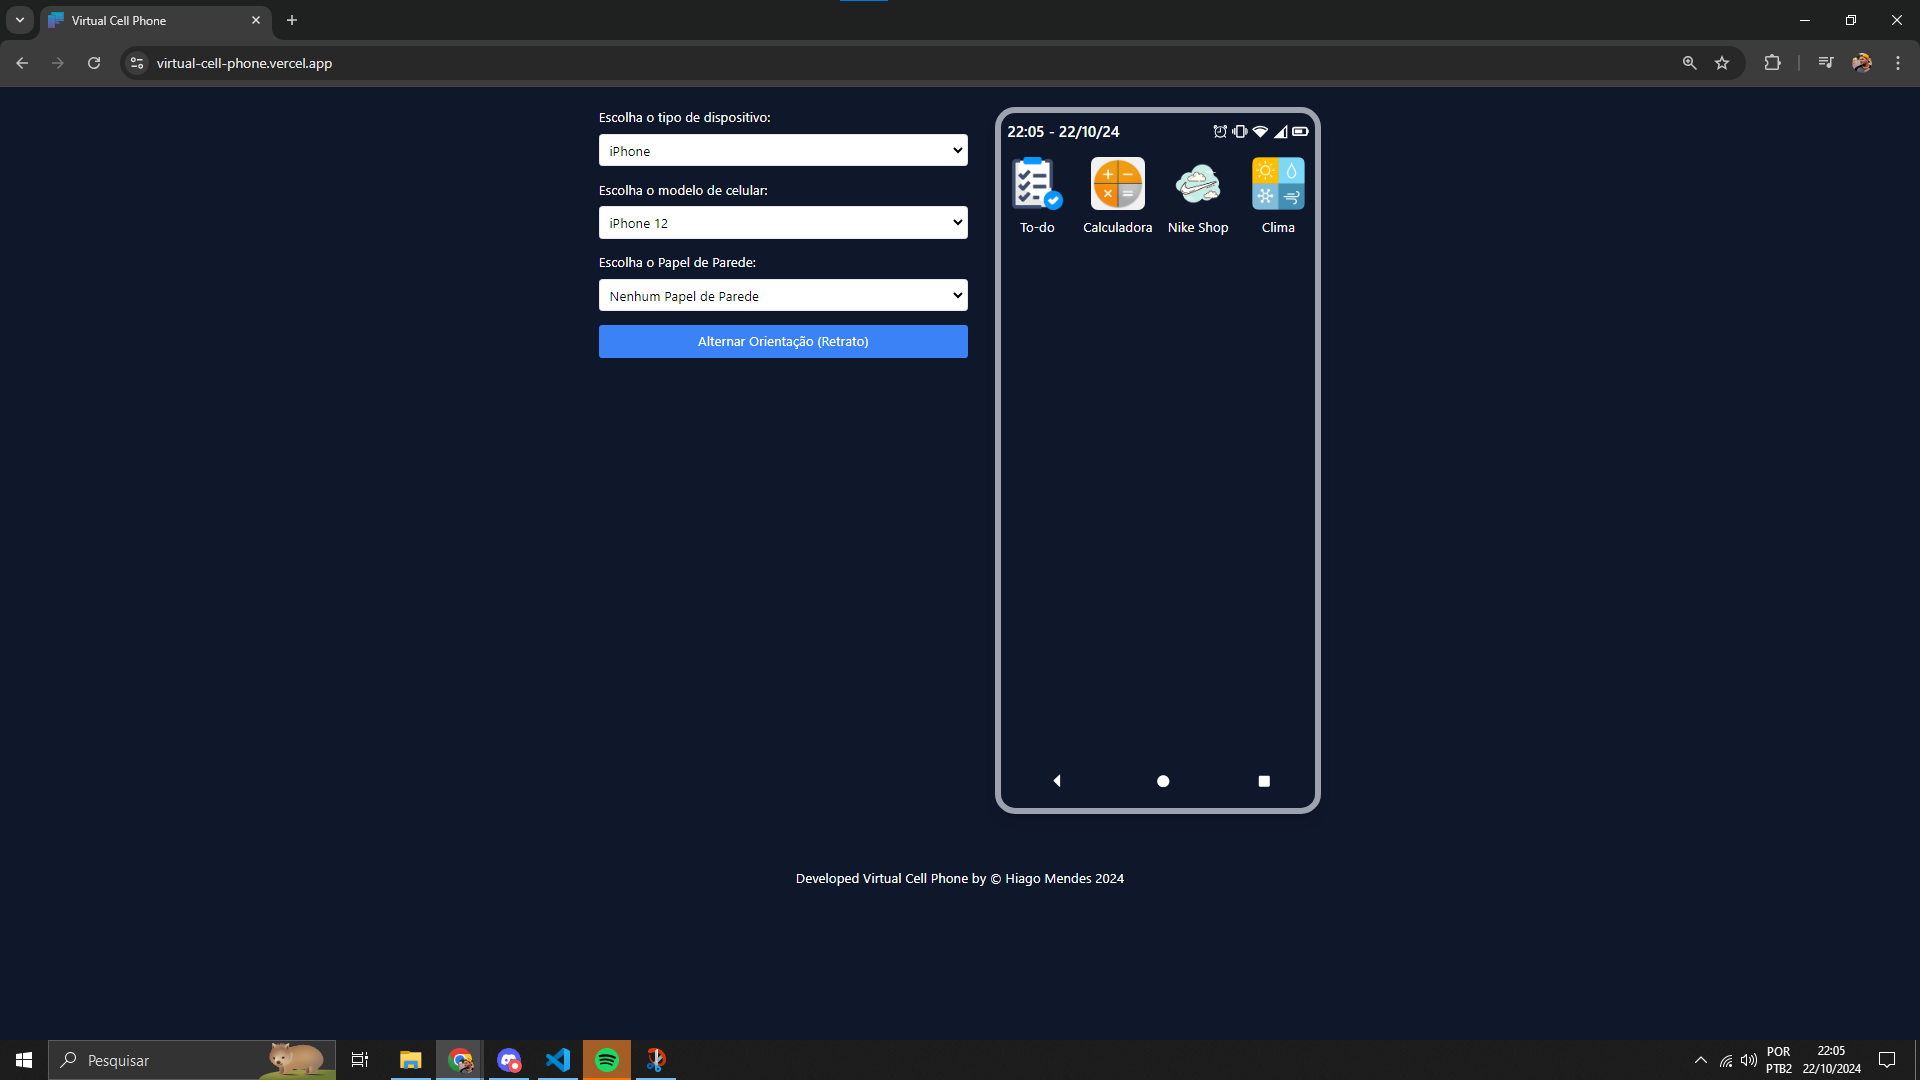 Virtual Cell Phone
virtual-cell-phone.vercel.app
Escolha o tipo de dispositivo:
iPhone
Escolha o modelo de celular:
iPhone 12
Escolha o Papel de Parede:
Nenhum Papel de Parede
Alternar Orientação (Retrato)
22:05 - 22/10/24
To-do
Calculadora
Nike Shop
Clima
Developed Virtual Cell Phone by © Hiago Mendes 2024
Pesquisar
POR
PTB2
22:05
22/10/2024